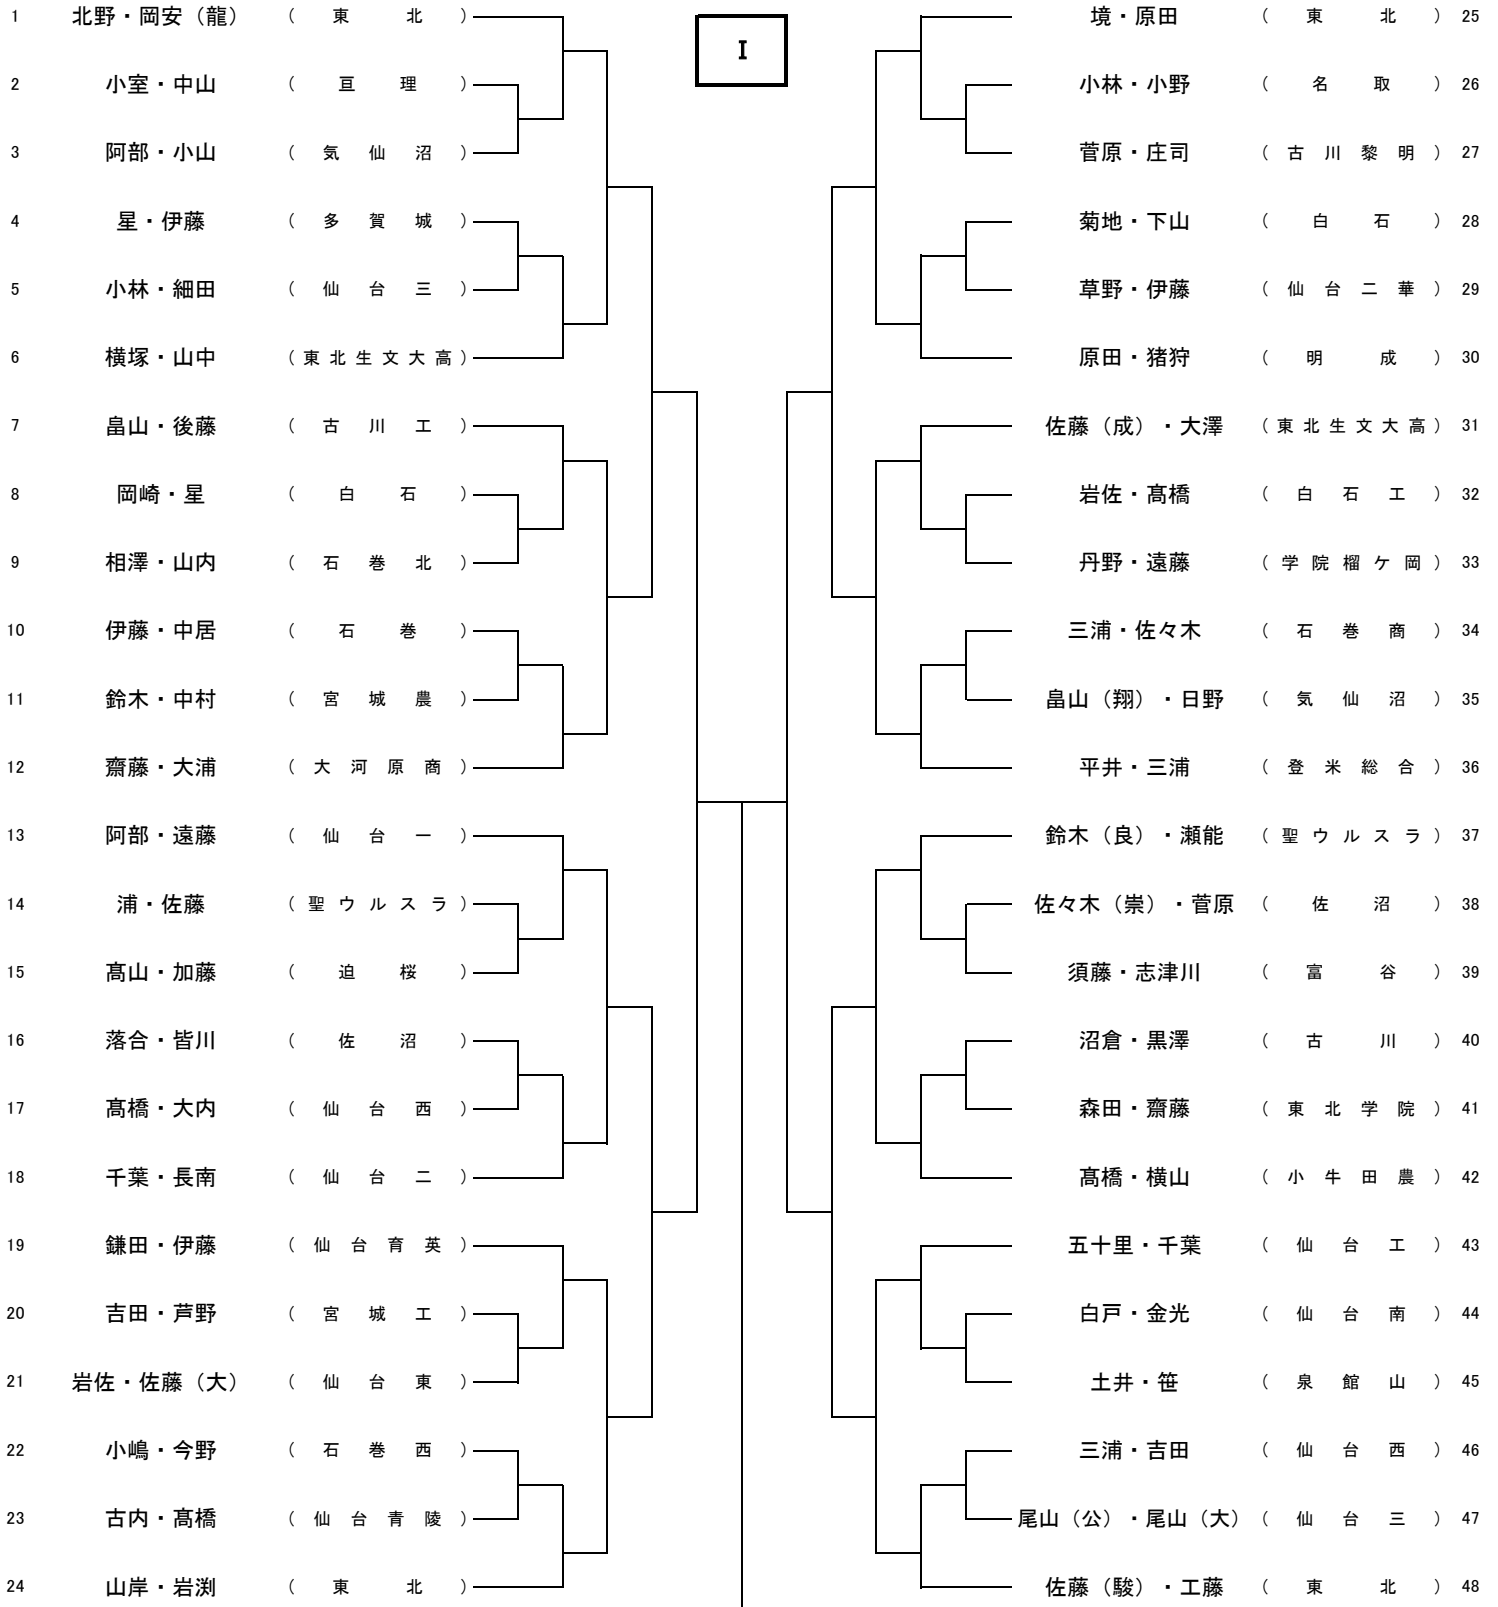 I
1 北野・岡安（龍） （東北）
2 小室・中山 （亘理）
3 阿部・小山 （気仙沼）
4 星・伊藤 （多賀城）
5 小林・細田 （仙台三）
6 横塚・山中 （東北生文大高）
7 畠山・後藤 （古川工）
8 岡崎・星 （白石）
9 相澤・山内 （石巻北）
10 伊藤・中居 （石巻）
11 鈴木・中村 （宮城農）
12 齋藤・大浦 （大河原商）
13 阿部・遠藤 （仙台一）
14 浦・佐藤 （聖ウルスラ）
15 髙山・加藤 （迫桜）
16 落合・皆川 （佐沼）
17 髙橋・大内 （仙台西）
18 千葉・長南 （仙台二）
19 鎌田・伊藤 （仙台育英）
20 吉田・芦野 （宮城工）
21 岩佐・佐藤（大） （仙台東）
22 小嶋・今野 （石巻西）
23 古内・髙橋 （仙台青陵）
24 山岸・岩渕 （東北）
境・原田 （東北） 25
小林・小野 （名取） 26
菅原・庄司 （古川黎明） 27
菊地・下山 （白石） 28
草野・伊藤 （仙台二華） 29
原田・猪狩 （明成） 30
佐藤（成）・大澤 （東北生文大高） 31
岩佐・髙橋 （白石工） 32
丹野・遠藤 （学院榴ケ岡） 33
三浦・佐々木 （石巻商） 34
畠山（翔）・日野 （気仙沼） 35
平井・三浦 （登米総合） 36
鈴木（良）・瀬能 （聖ウルスラ） 37
佐々木（崇）・菅原 （佐沼） 38
須藤・志津川 （富谷） 39
沼倉・黒澤 （古川） 40
森田・齋藤 （東北学院） 41
髙橋・横山 （小牛田農） 42
五十里・千葉 （仙台工） 43
白戸・金光 （仙台南） 44
土井・笹 （泉館山） 45
三浦・吉田 （仙台西） 46
尾山（公）・尾山（大） （仙台三） 47
佐藤（駿）・工藤 （東北） 48